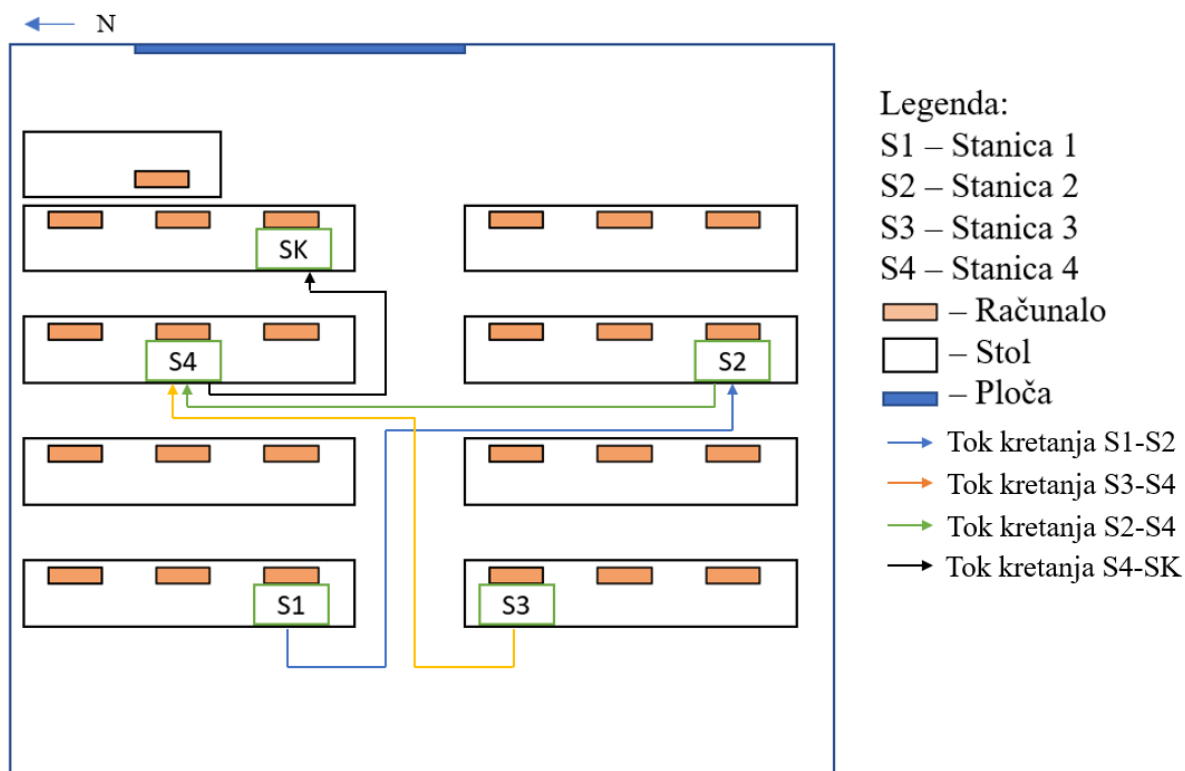 N
SK
S4
S2
S1
S3
Legenda:
S1 – Stanica 1
S2 – Stanica 2
S3 – Stanica 3
S4 – Stanica 4
– Računalo
– Stol
– Ploča
Tok kretanja S1-S2
Tok kretanja S3-S4
Tok kretanja S2-S4
Tok kretanja S4-SK